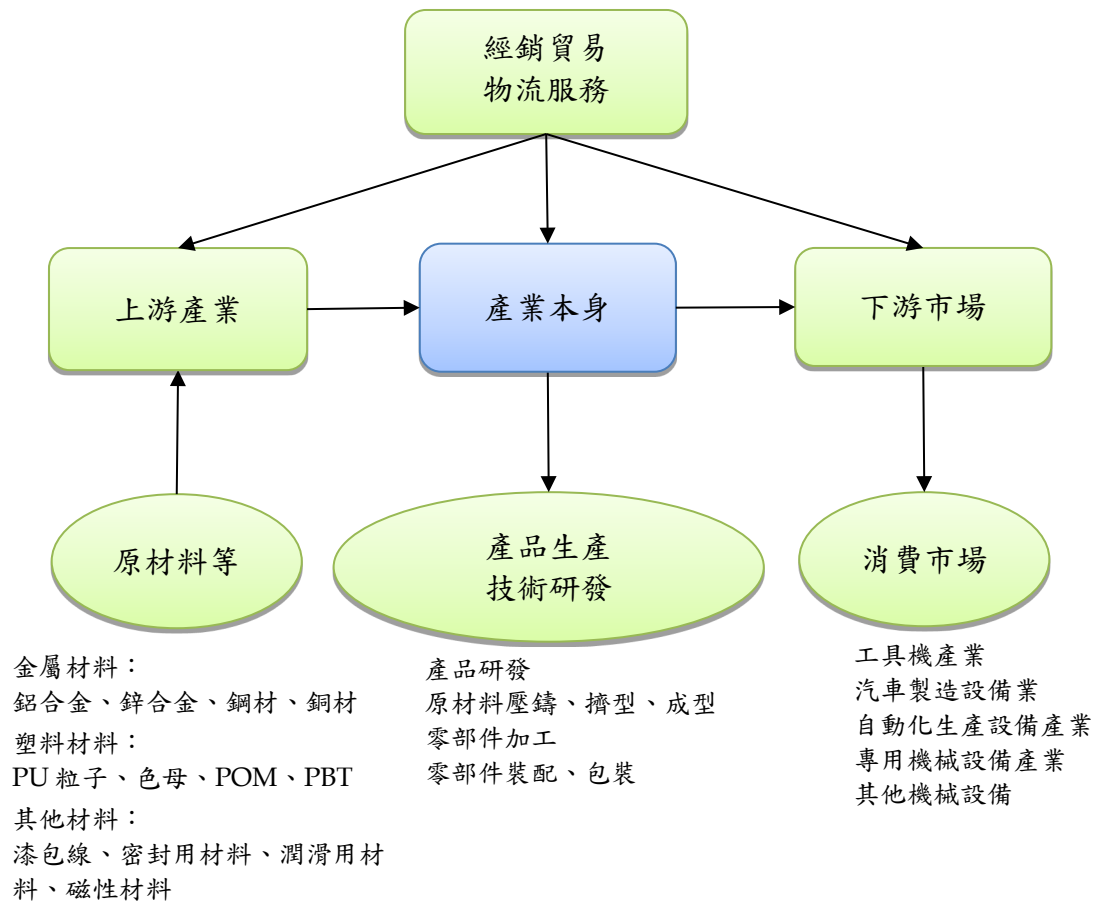 經銷貿易
物流服務
上游產業
產業本身
下游市場
原材料等
產品生產
技術研發
消費市場
金屬材料：
鋁合金、鋅合金、鋼材、銅材
塑料材料：
PU 粒子、色母、POM、PBT
其他材料：
漆包線、密封用材料、潤滑用材
料、磁性材料
產品研發
原材料壓鑄、擠型、成型
零部件加工
零部件裝配、包裝
工具機產業
汽車製造設備業
自動化生產設備產業
專用機械設備產業
其他機械設備